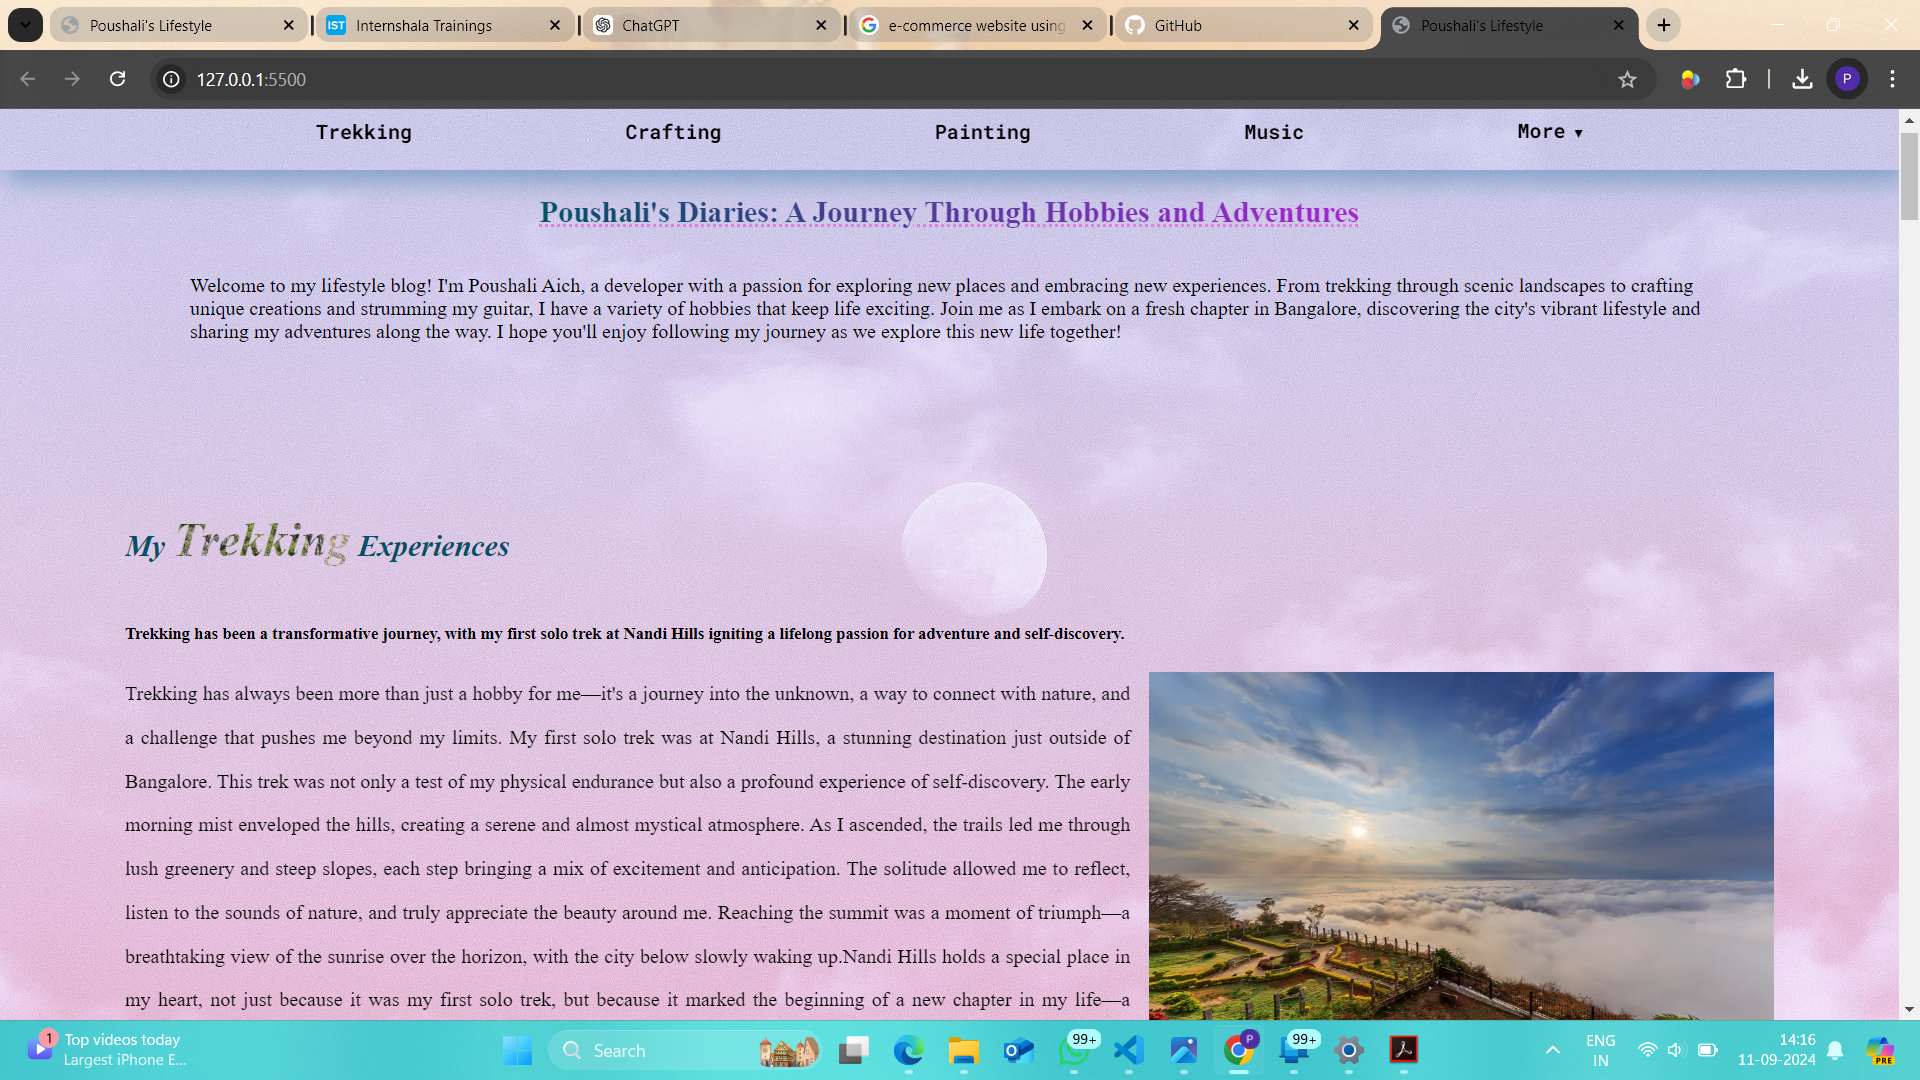 Poushali's Lifestyle
IST Internshala Trainings
ChatGPT
e-commerce website using
GitHub
Poushali's Lifestyle
127.0.0.1:5500
P
Trekking
Crafting
Painting
Music
More ▼
Poushali's Diaries: A Journey Through Hobbies and Adventures
Welcome to my lifestyle blog! I'm Poushali Aich, a developer with a passion for exploring new places and embracing new experiences. From trekking through scenic landscapes to crafting
unique creations and strumming my guitar, I have a variety of hobbies that keep life exciting. Join me as I embark on a fresh chapter in Bangalore, discovering the city's vibrant lifestyle and
sharing my adventures along the way. I hope you'll enjoy following my journey as we explore this new life together!
My Trekking Experiences
Trekking has been a transformative journey, with my first solo trek at Nandi Hills igniting a lifelong passion for adventure and self-discovery.
Trekking has always been more than just a hobby for me—it's a journey into the unknown, a way to connect with nature, and
a challenge that pushes me beyond my limits. My first solo trek was at Nandi Hills, a stunning destination just outside of
Bangalore. This trek was not only a test of my physical endurance but also a profound experience of self-discovery. The early
morning mist enveloped the hills, creating a serene and almost mystical atmosphere. As I ascended, the trails led me through
lush greenery and steep slopes, each step bringing a mix of excitement and anticipation. The solitude allowed me to reflect,
listen to the sounds of nature, and truly appreciate the beauty around me. Reaching the summit was a moment of triumph—a
breathtaking view of the sunrise over the horizon, with the city below slowly waking up.Nandi Hills holds a special place in
my heart, not just because it was my first solo trek, but because it marked the beginning of a new chapter in my life—a
1
Top videos today
Largest iPhone E...
Search
99+
P
99+
ENG
IN
14:16
11-09-2024
PRE